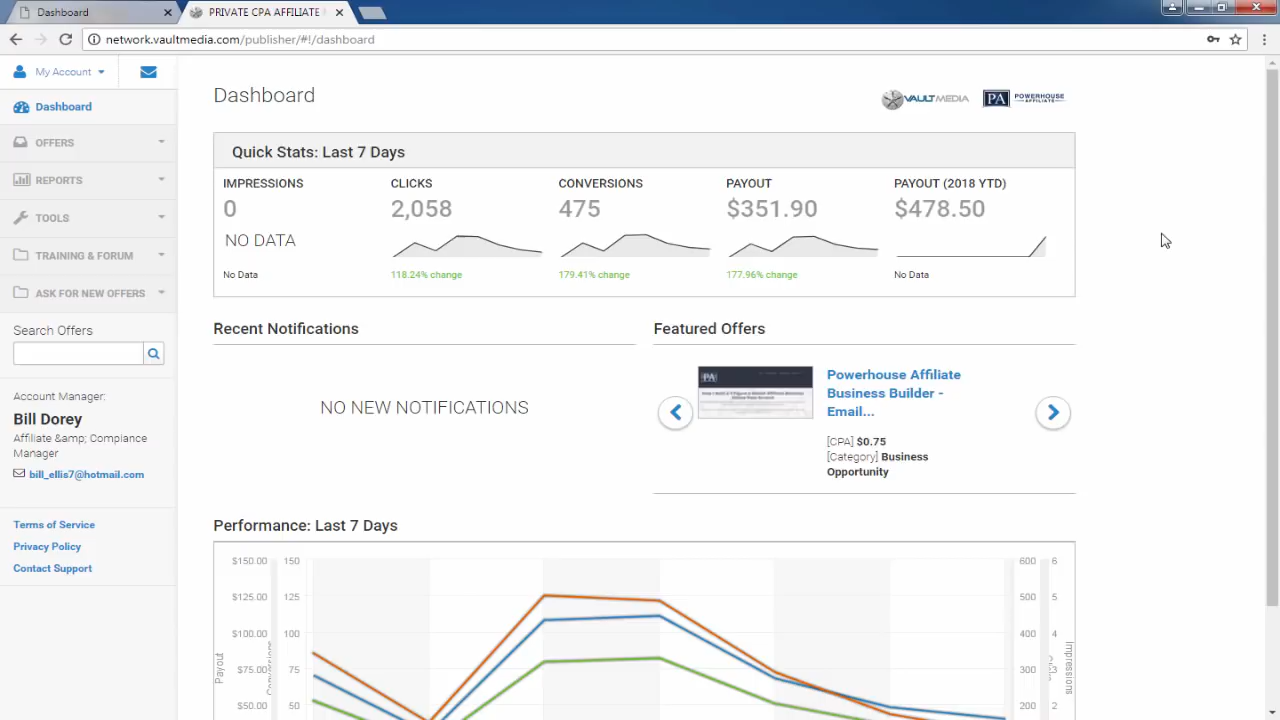 Dashboard
PRIVATE CPA AFFILIATE
network.vaultmedia.com/publisher/#!/dashboard
My Account
Dashboard
OFFERS
REPORTS
TOOLS
TRAINING & FORUM
ASK FOR NEW OFFERS
Search Offers
Account Manager:
Bill Dorey
Affiliate &amp; Compliance
Manager
bill_ellis7@hotmail.com
Terms of Service
Privacy Policy
Contact Support
Dashboard
VAULTMEDIA
PA POWERHOUSE
AFFILIATE
Quick Stats: Last 7 Days
IMPRESSIONS CLICKS CONVERSIONS PAYOUT PAYOUT (2018 YTD)
0 2,058 475 $351.90 $478.50
NO DATA
No Data 118.24% change 179.41% change 177.96% change No Data
Recent Notifications
NO NEW NOTIFICATIONS
Featured Offers
PA
Powerhouse Affiliate
Business Builder -
Email...
[CPA] $0.75
[Category] Business
Opportunity
Performance: Last 7 Days
$150.00 150 600 6
$125.00 125 500 5
$100.00 100 400 4
$75.00 75 300 3
$50.00 50 200 2
Payout
Impressions